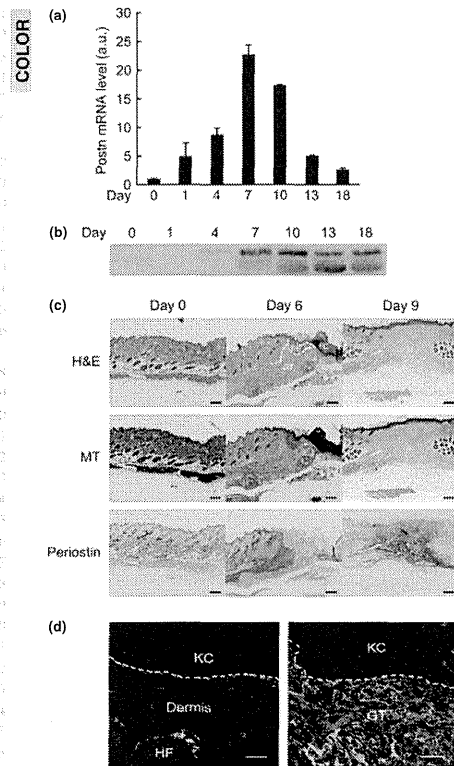 COLOR
(a)
Postn mRNA level (a.u.)
30
25
20
15
10
5
0
Day 0 1 4 7 10 13 18
(b) Day 0 1 4 7 10 13 18
(c) Day 0 Day 6 Day 9
H&E
MT
Periostin
(d)
KC KC
Dermis GT
HF